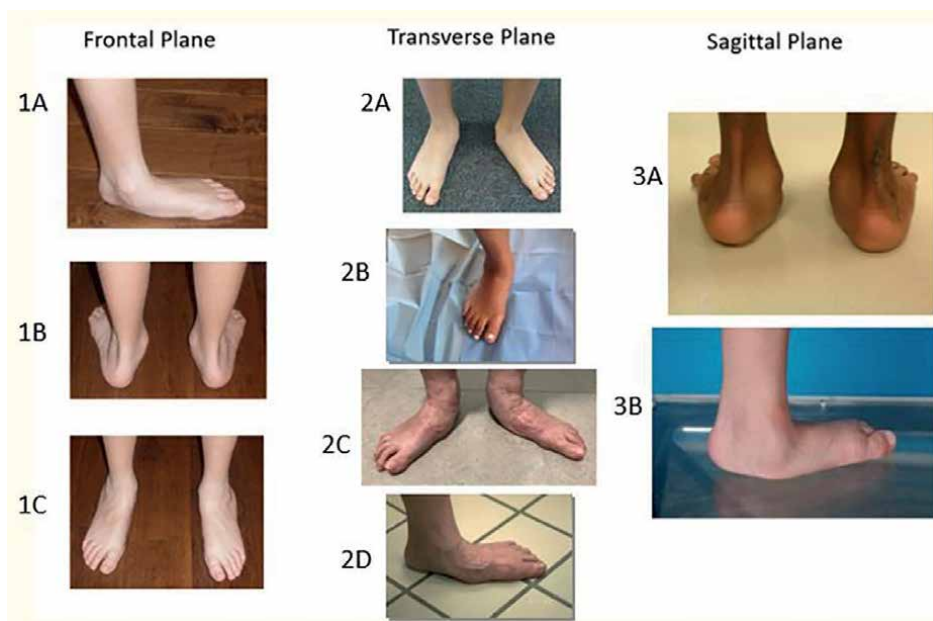 Frontal Plane
Transverse Plane
Sagittal Plane
1A
2A
3A
1B
2B
3B
1C
2C
2D